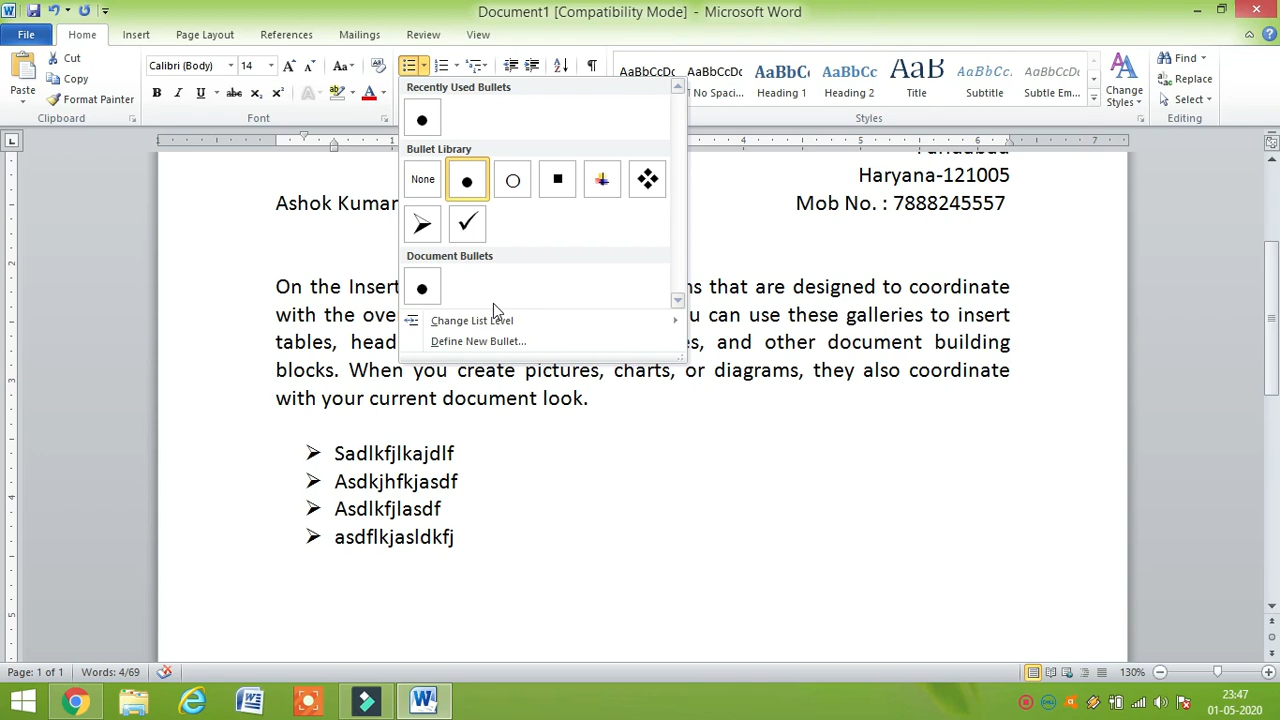 Document1 [Compatibility Mode] - Microsoft Word
File Home Insert Page Layout References Mailings Review View
Paste
Cut
Copy
Format Painter
Clipboard
Calibri (Body) 14
Font
AaBbCcDc AaBbCcDc AaBbCc AaBbCc AaB AaBbCcI AaBbCcDc
No Spaci... Heading 1 Heading 2 Title Subtitle Subtle Em...
Styles
Change
Styles
Find
Replace
Select
Editing
Recently Used Bullets
Bullet Library
None
Document Bullets
Change List Level
Define New Bullet...
Haryana-121005
Ashok Kumar Mob No. : 7888245557
On the Insert ns that are designed to coordinate
with the ove u can use these galleries to insert
tables, head es, and other document building
blocks. When you create pictures, charts, or diagrams, they also coordinate
with your current document look.
➢ Sadlkfjlkajdlf
➢ Asdkjhfkjasdf
➢ Asdlkfjlasdf
➢ asdflkjasldkfj
Page: 1 of 1 Words: 4/69 130%
23:47
01-05-2020